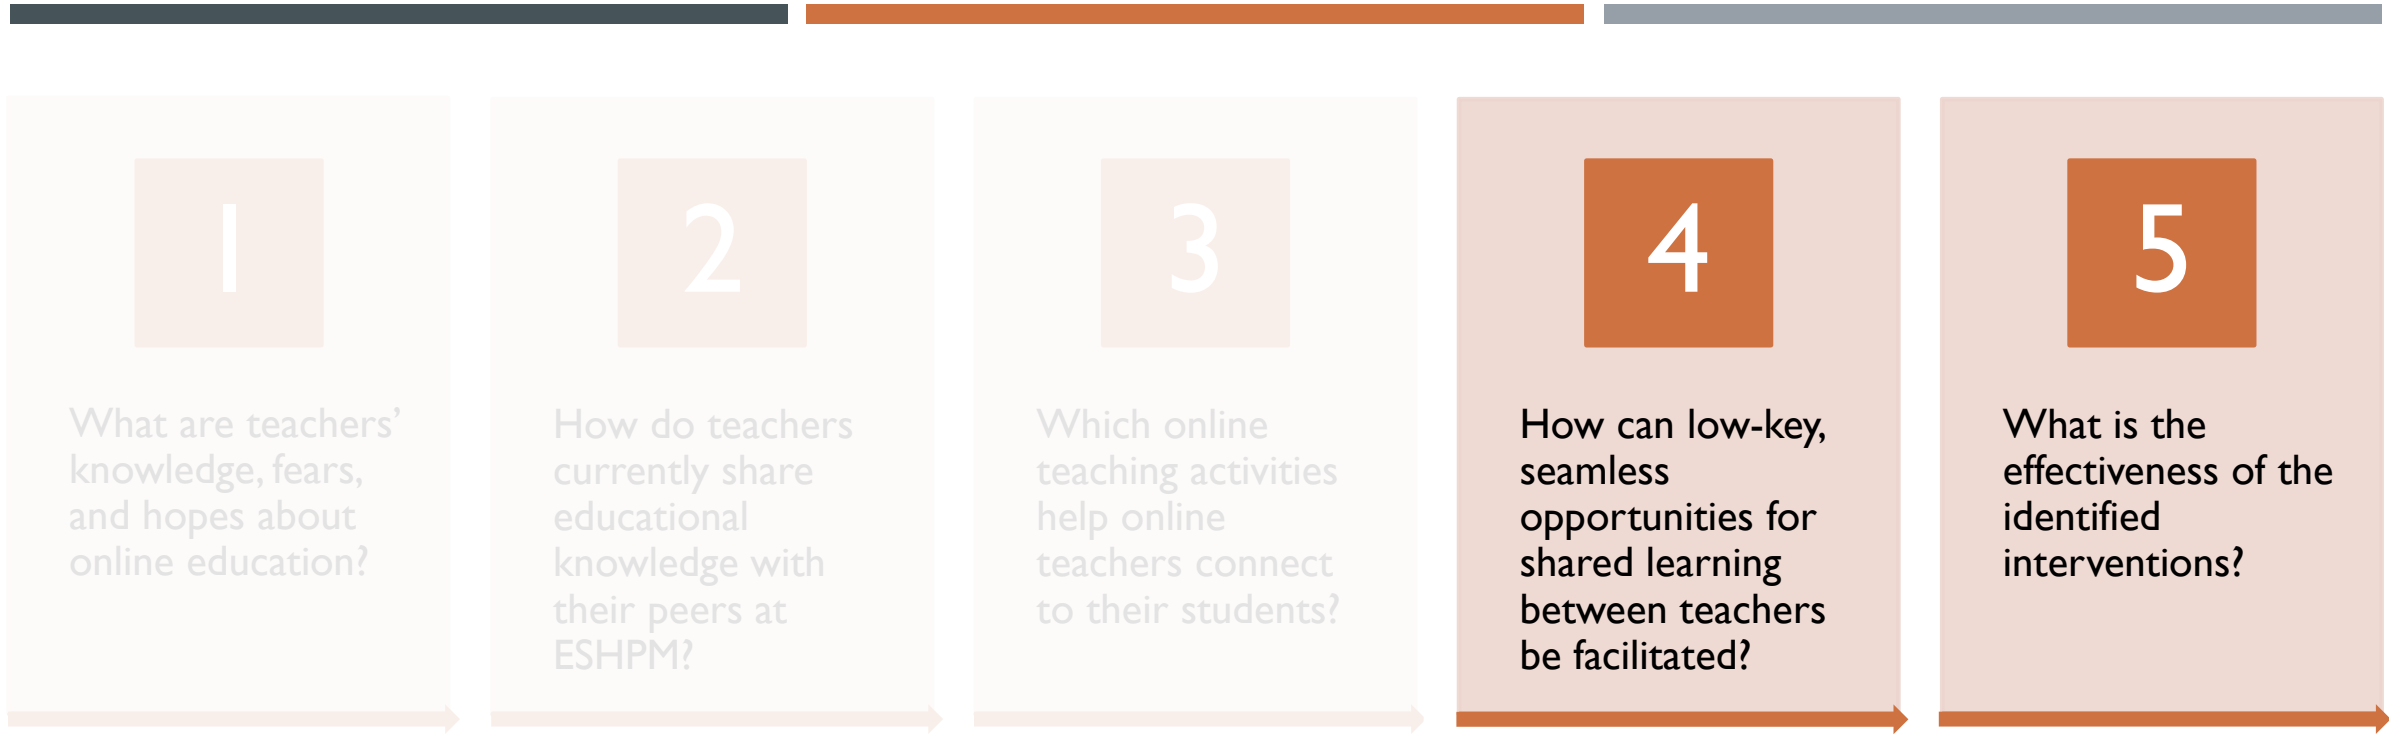 1
What are teachers’
knowledge, fears,
and hopes about
online education?
2
How do teachers
currently share
educational
knowledge with
their peers at
ESHPM?
3
Which online
teaching activities
help online
teachers connect
to their students?
4
How can low-key,
seamless
opportunities for
shared learning
between teachers
be facilitated?
5
What is the
effectiveness of the
identified
interventions?